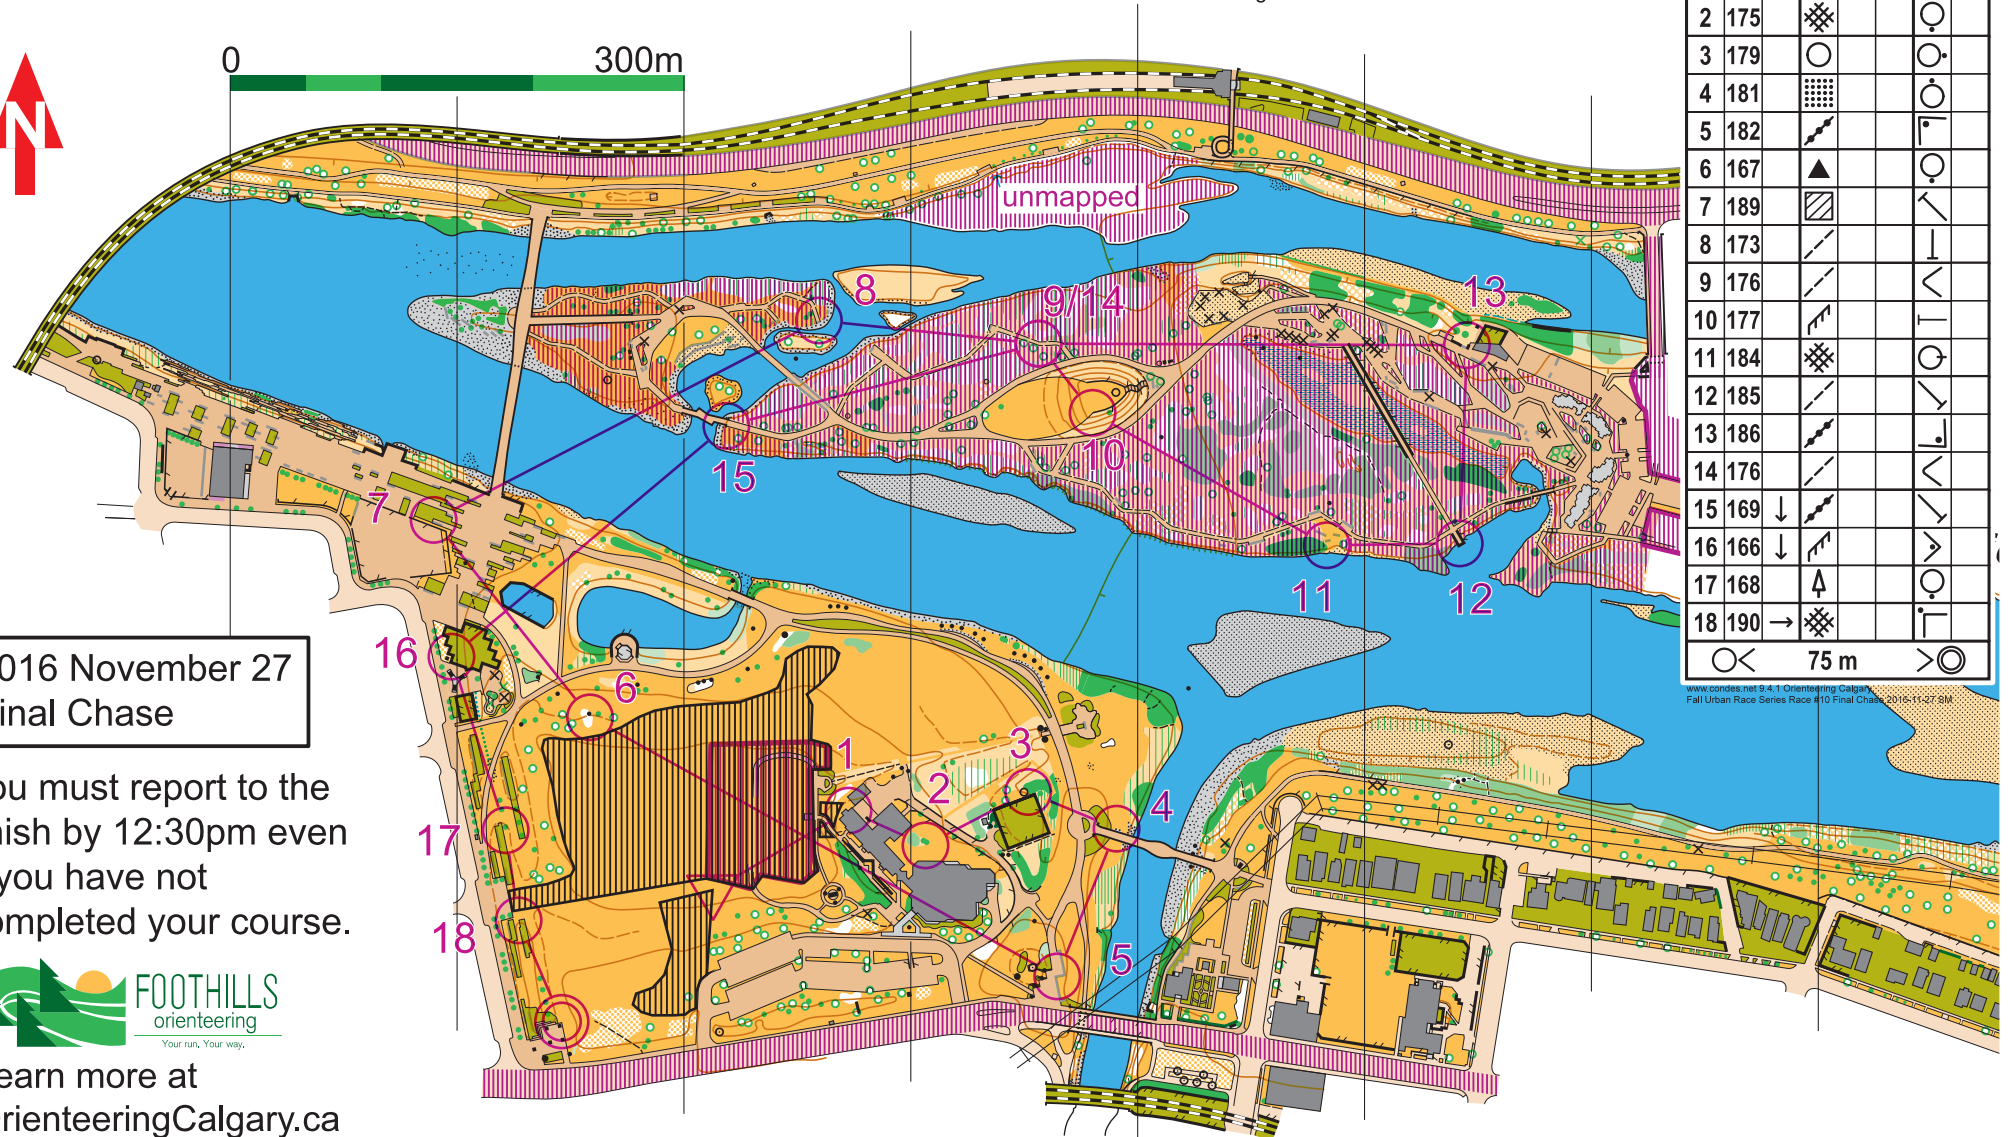 0 300m
N
unmapped
8
9/14
13
15
10
7
11
12
16
6
1
2
3
4
17
18
5
016 November 27
inal Chase
ou must report to the
nish by 12:30pm even
you have not
ompleted your course.
FOOTHILLS
orienteering
Your run, Your way.
earn more at
rienteeringCalgary.ca
2 175
3 179
4 181
5 182
6 167
7 189
8 173
9 176
10 177
11 184
12 185
13 186
14 176
15 169
16 166
17 168
18 190
75 m
www.condes.net 9.4.1 Orienteering Calgary
Fall Urban Race Series Race #10 Final Chase 2016-11-27 SM